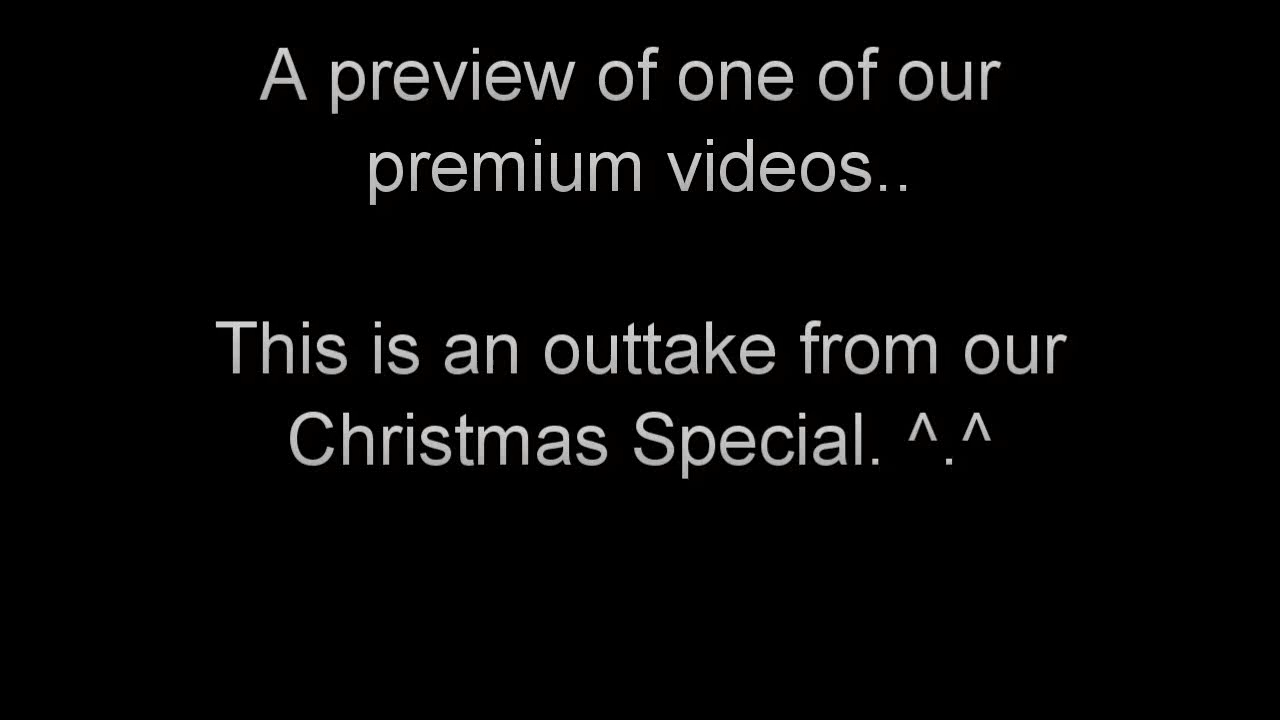 A preview of one of our
premium videos..
This is an outtake from our
Christmas Special. ^.^